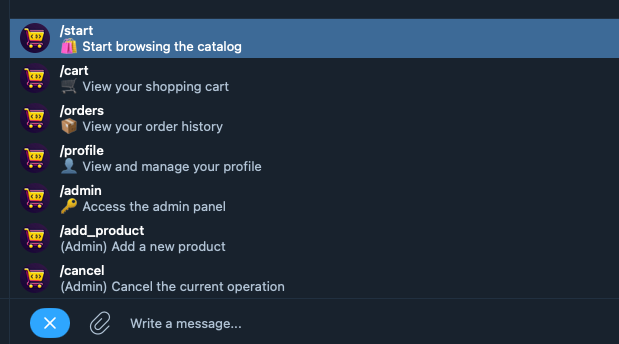 /start
🛍️ Start browsing the catalog
/cart
🛒 View your shopping cart
/orders
📦 View your order history
/profile
👤 View and manage your profile
/admin
🔑 Access the admin panel
/add_product
(Admin) Add a new product
/cancel
(Admin) Cancel the current operation
Write a message...